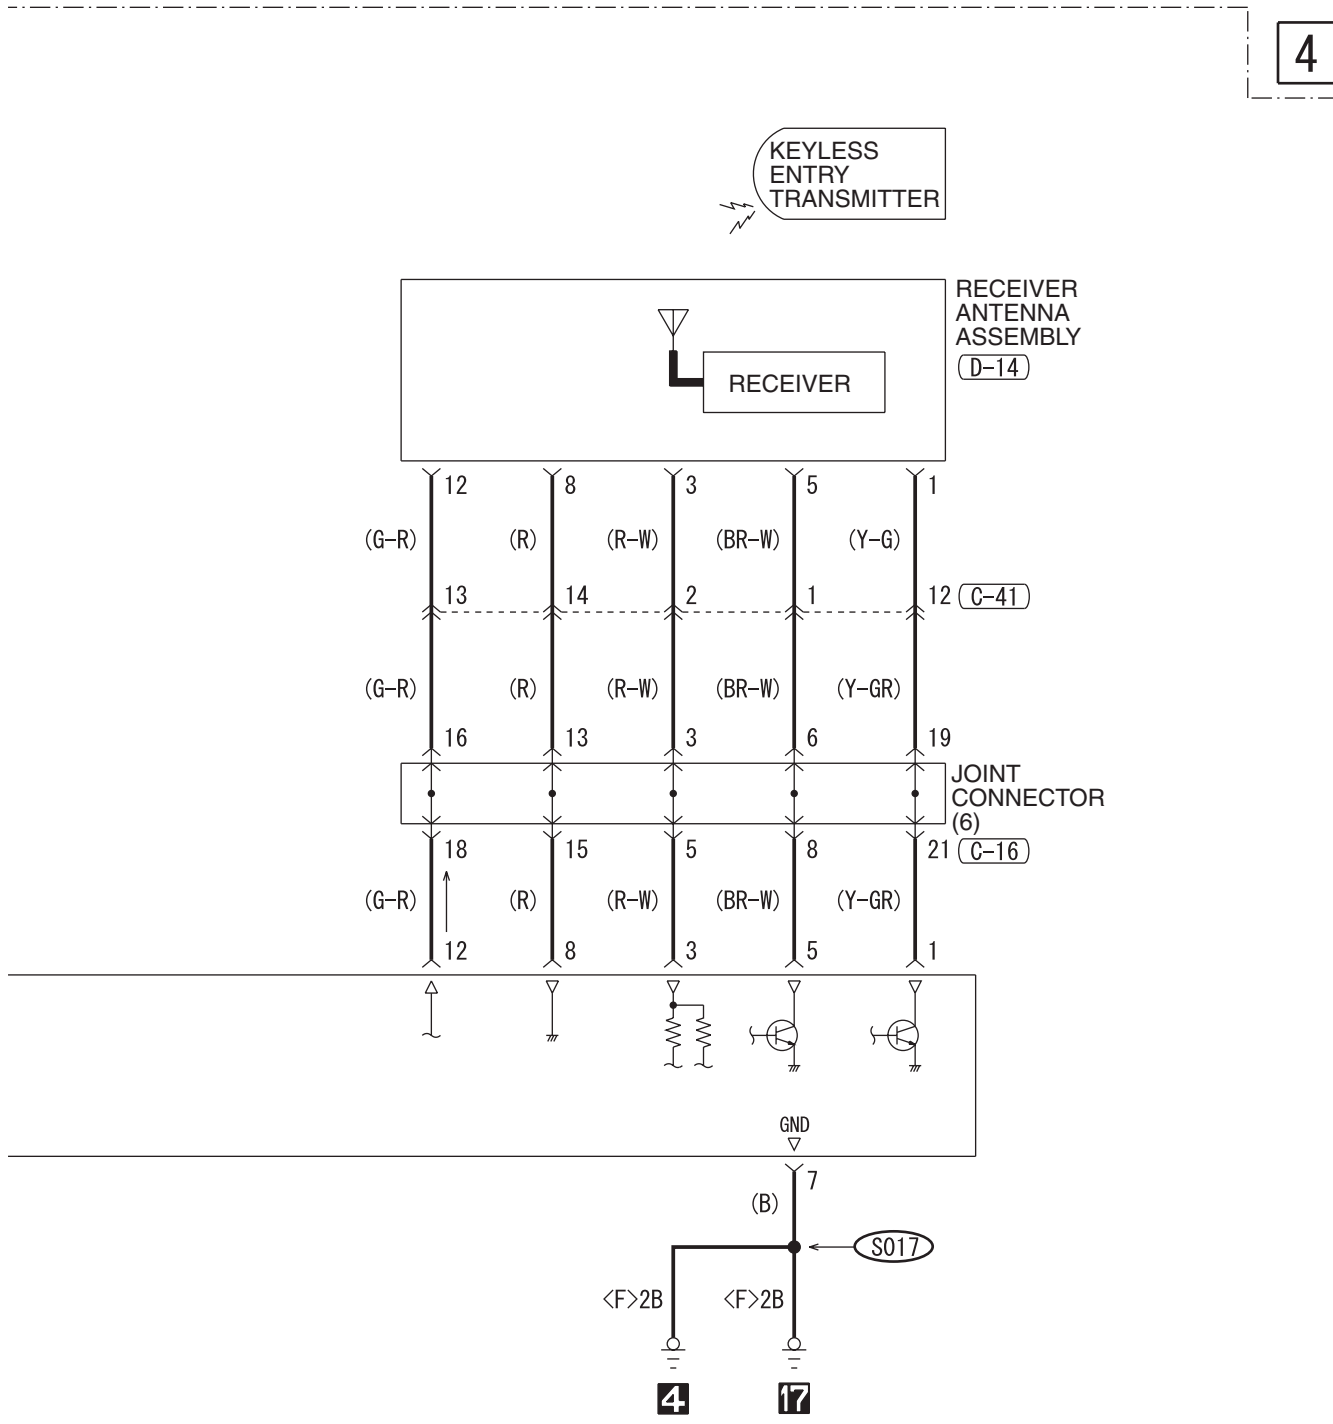 4
KEYLESS
ENTRY
TRANSMITTER
RECEIVER
ANTENNA
ASSEMBLY
D-14
RECEIVER
12 8 3 5 1
(G-R) (R) (R-W) (BR-W) (Y-G)
13 14 2 1 12 C-41
(G-R) (R) (R-W) (BR-W) (Y-GR)
16 13 3 6 19
JOINT
CONNECTOR
(6)
18 15 5 8 21 C-16
(G-R) (R) (R-W) (BR-W) (Y-GR)
12 8 3 5 1
GND
7
(B)
S017
<F>2B <F>2B
4 17